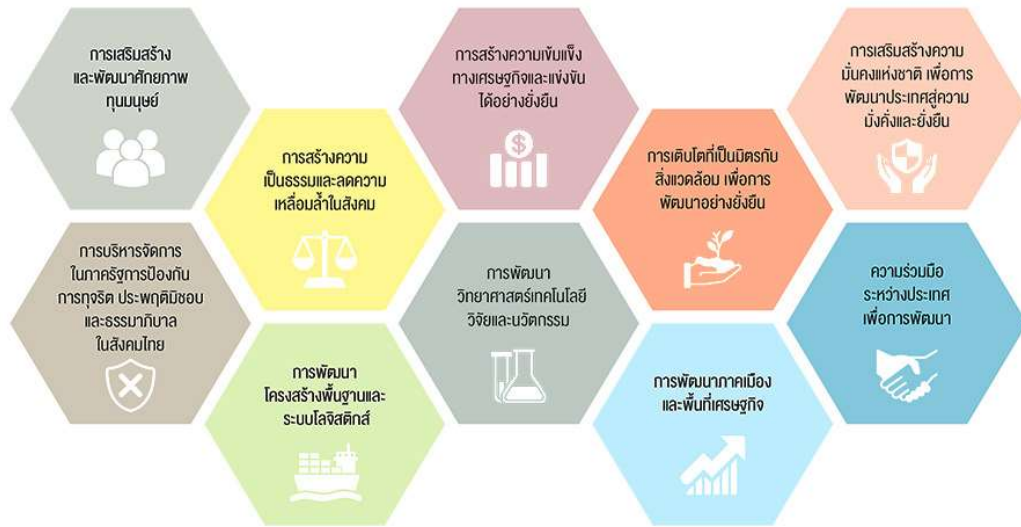 การเสริมสร้าง
และพัฒนาศักยภาพ
ทุนมนุษย์
การสร้างความ
เป็นธรรมและลดความ
เหลื่อมล้ำในสังคม
การสร้างความเข้มแข็ง
ทางเศรษฐกิจและแข่งขัน
ได้อย่างยั่งยืน
$
การเติบโตที่เป็นมิตรกับ
สิ่งแวดล้อม เพื่อการ
พัฒนาอย่างยั่งยืน
การเสริมสร้างความ
มั่นคงแห่งชาติ เพื่อการ
พัฒนาประเทศสู่ความ
มั่งคั่งและยั่งยืน
การบริหารจัดการ
ในภาครัฐการป้องกัน
การทุจริต ประพฤติมิชอบ
และธรรมาภิบาล
ในสังคมไทย
การพัฒนา
โครงสร้างพื้นฐานและ
ระบบโลจิสติกส์
การพัฒนา
วิทยาศาสตร์เทคโนโลยี
วิจัยและนวัตกรรม
การพัฒนาภาคเมือง
และพื้นที่เศรษฐกิจ
ความร่วมมือ
ระหว่างประเทศ
เพื่อการพัฒนา